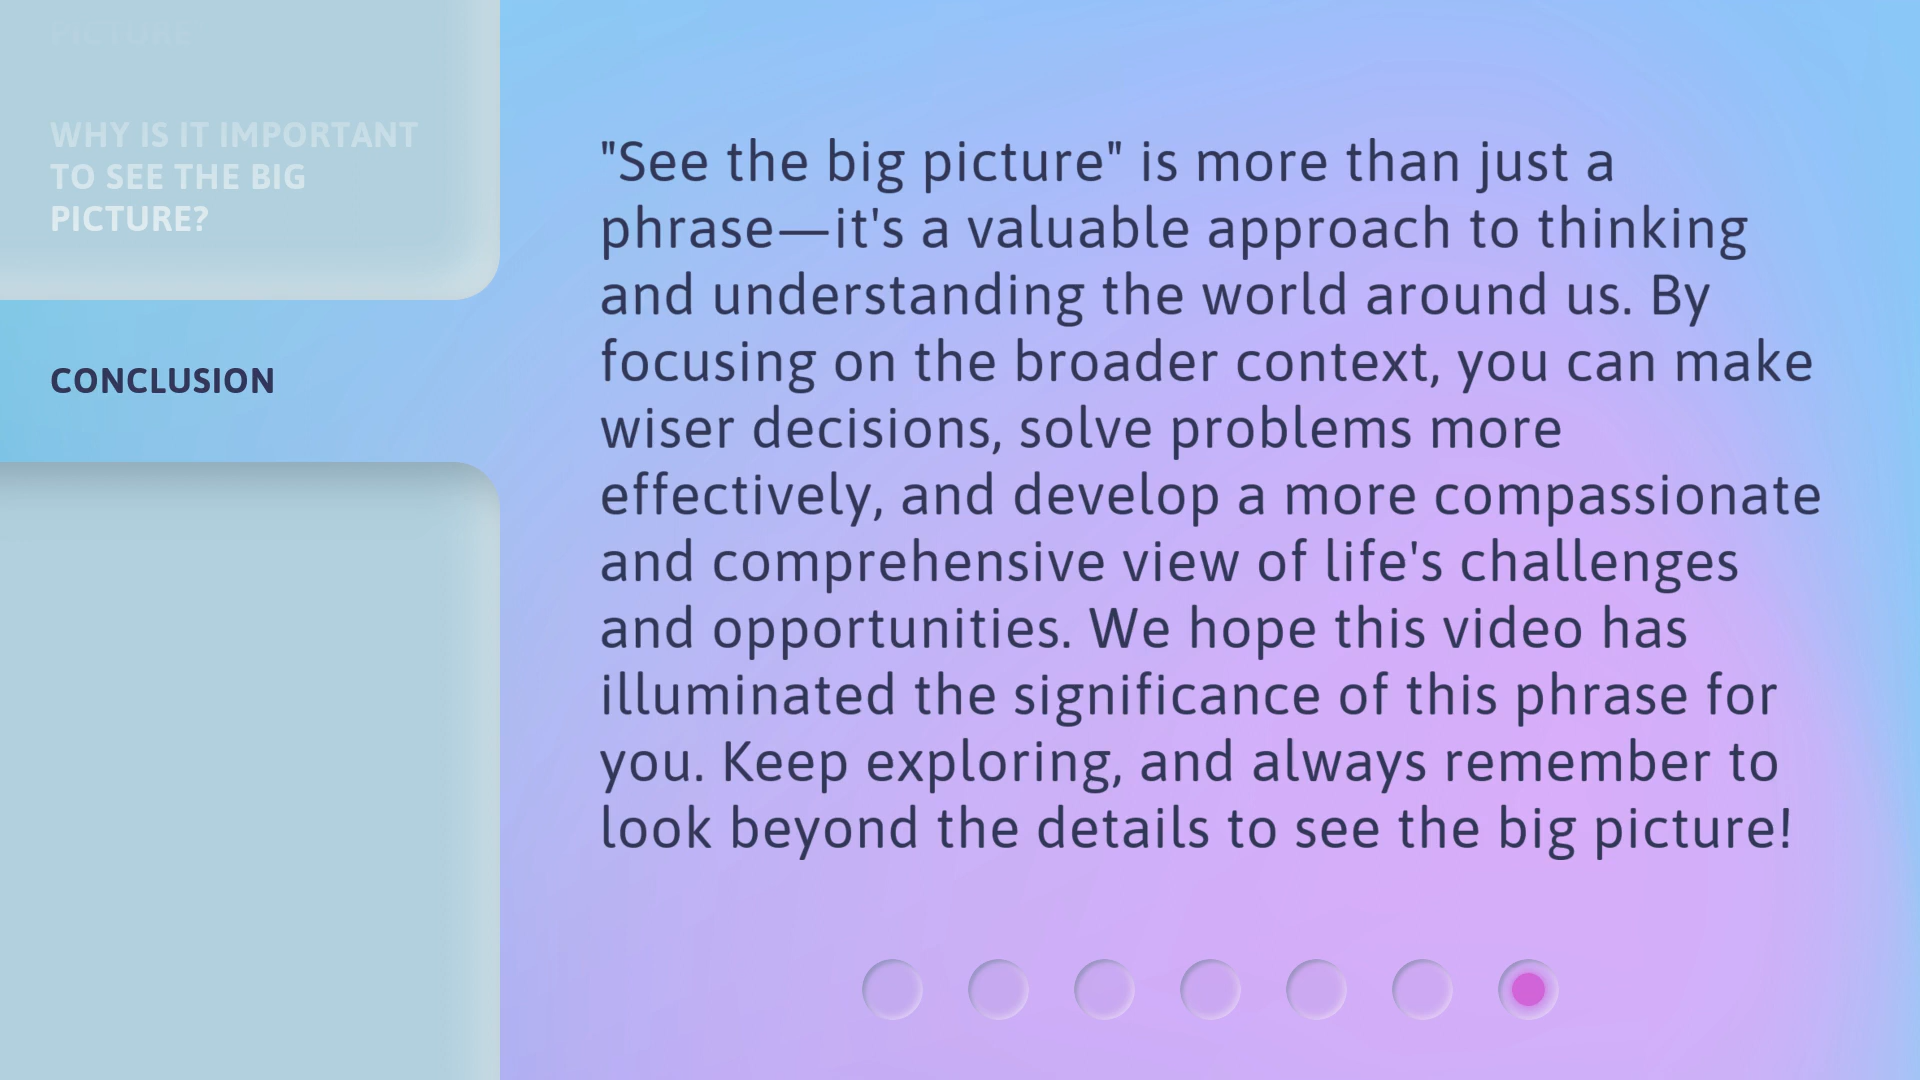 PICTURE
WHY IS IT IMPORTANT
TO SEE THE BIG
PICTURE?
CONCLUSION
"See the big picture" is more than just a
phrase—it's a valuable approach to thinking
and understanding the world around us. By
focusing on the broader context, you can make
wiser decisions, solve problems more
effectively, and develop a more compassionate
and comprehensive view of life's challenges
and opportunities. We hope this video has
illuminated the significance of this phrase for
you. Keep exploring, and always remember to
look beyond the details to see the big picture!